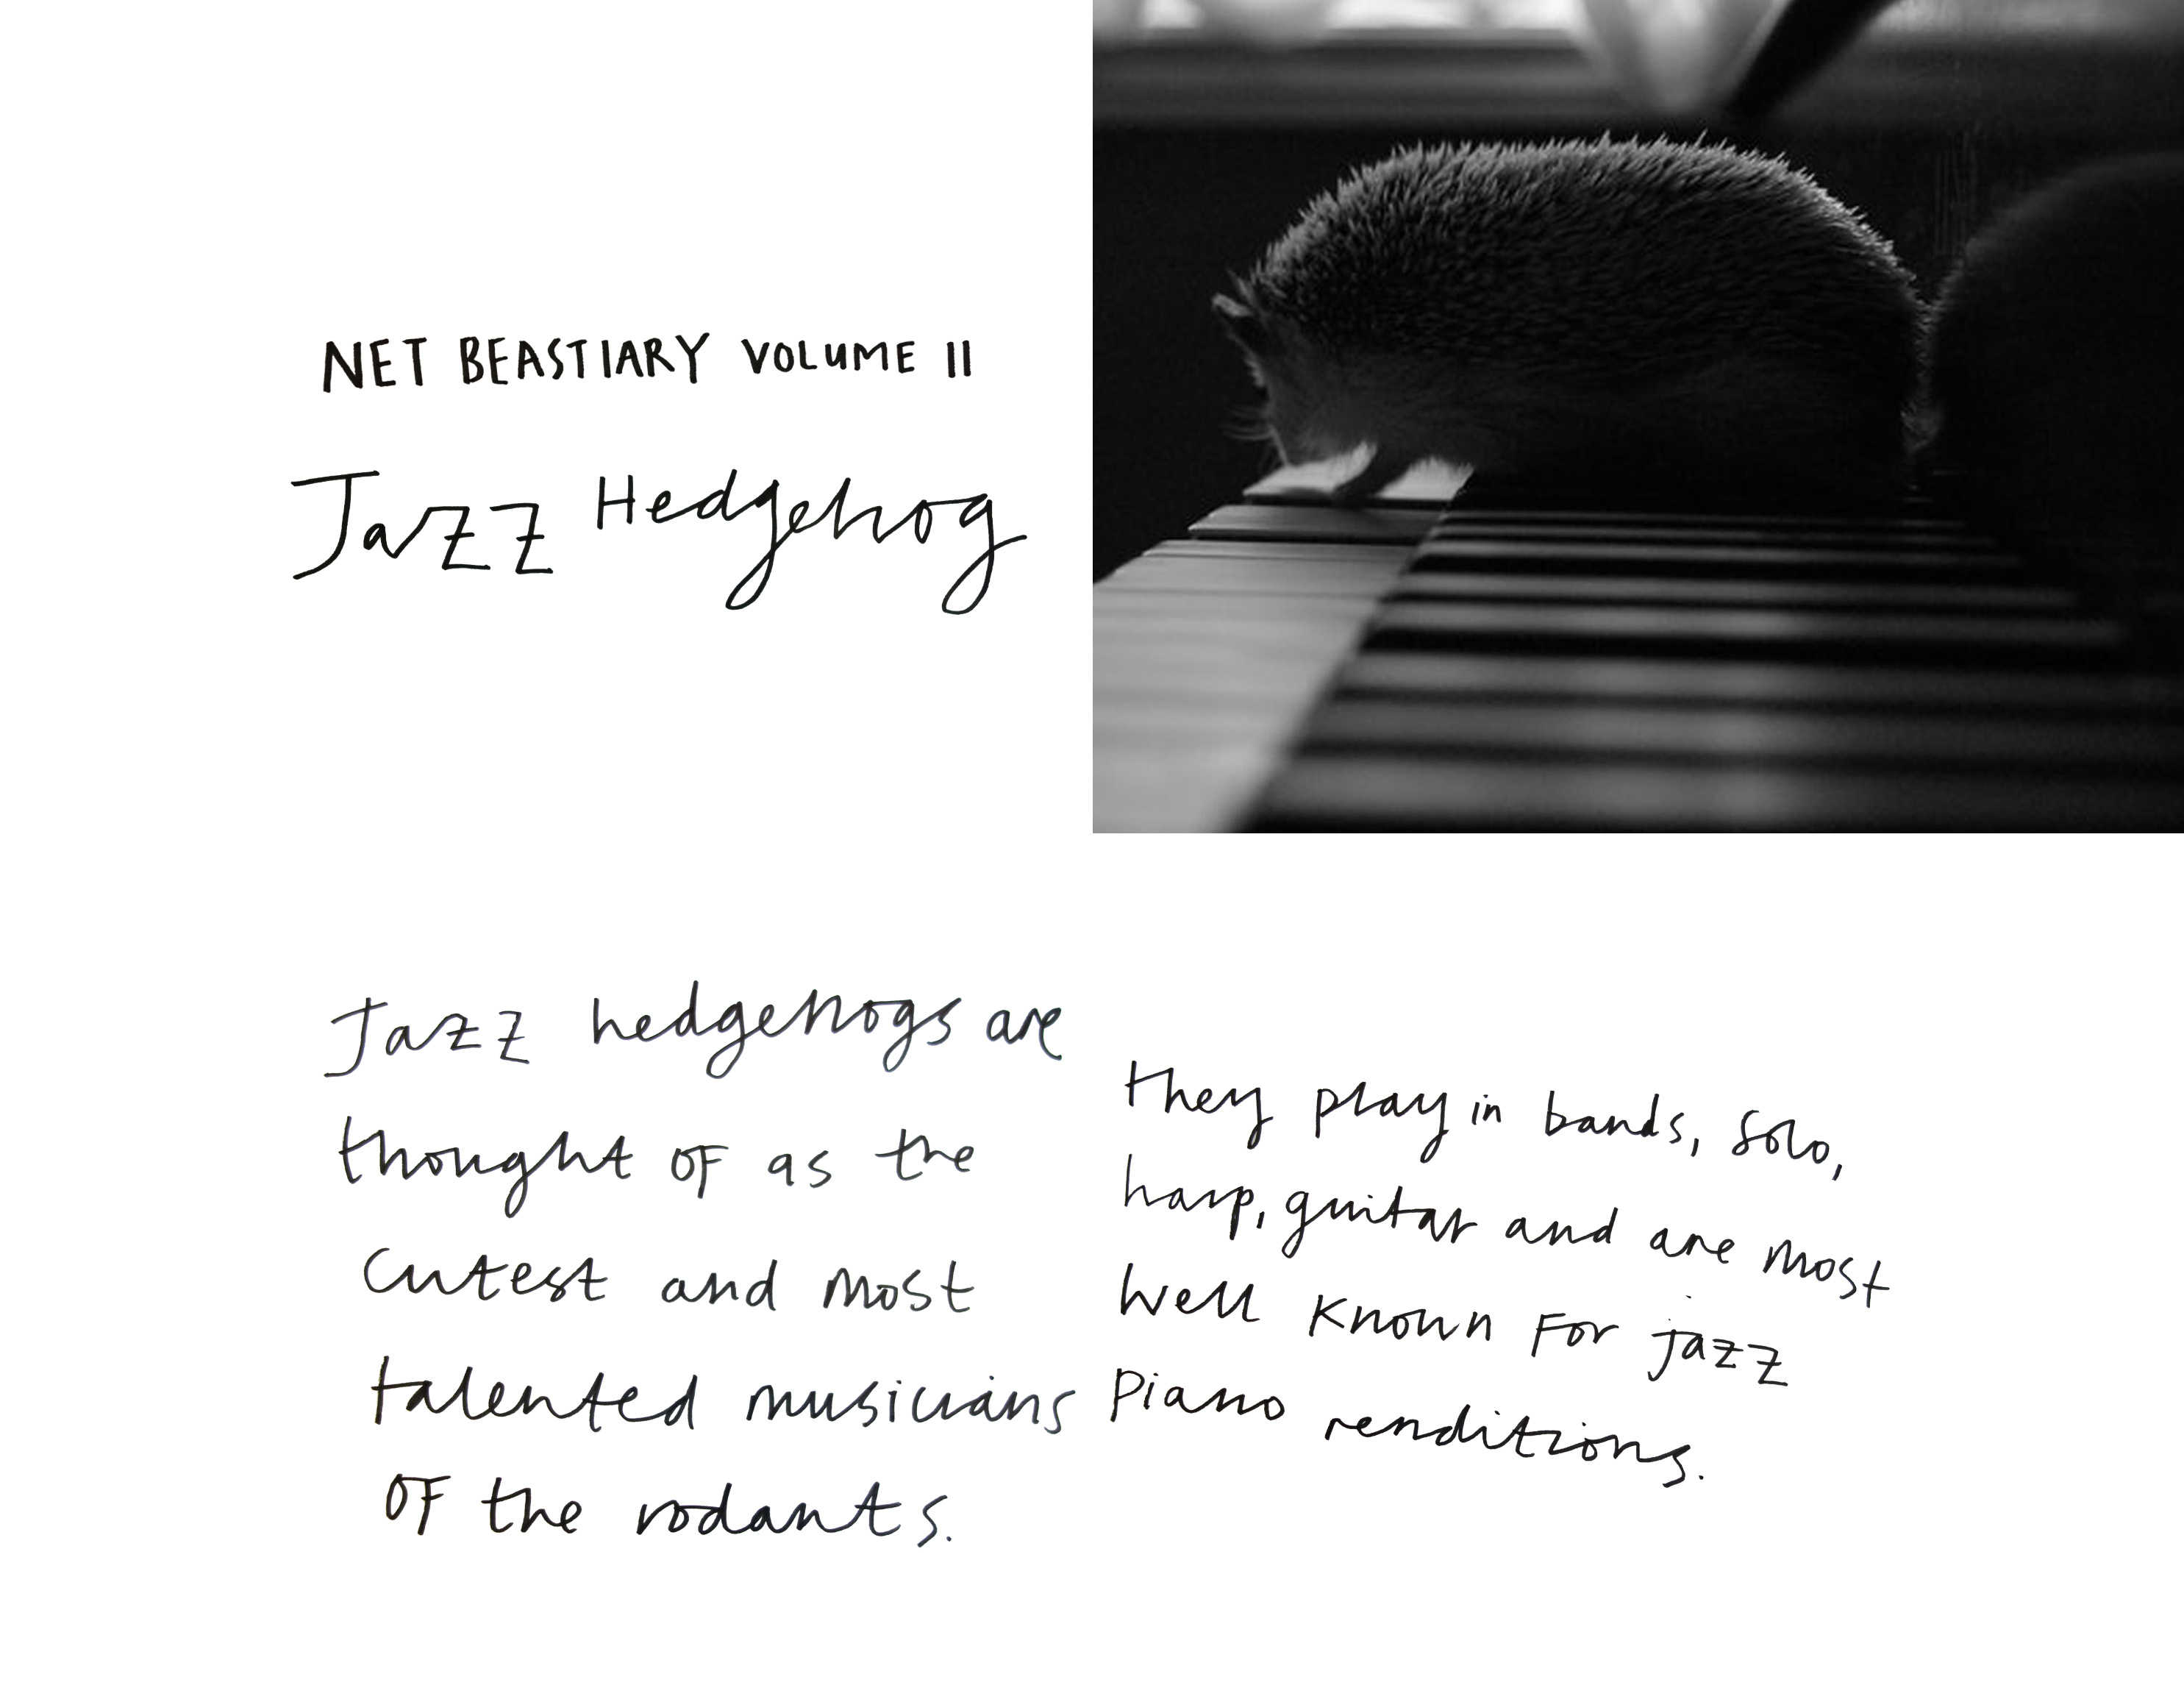 NET BEASTIARY VOLUME II
Jazz Hedgehog
Jazz hedgehogs are
thought of as the
cutest and most
talented musicians
of the rodants.
they play in bands, solo,
harp, guitar and are most
well known for jazz
piano renditions.